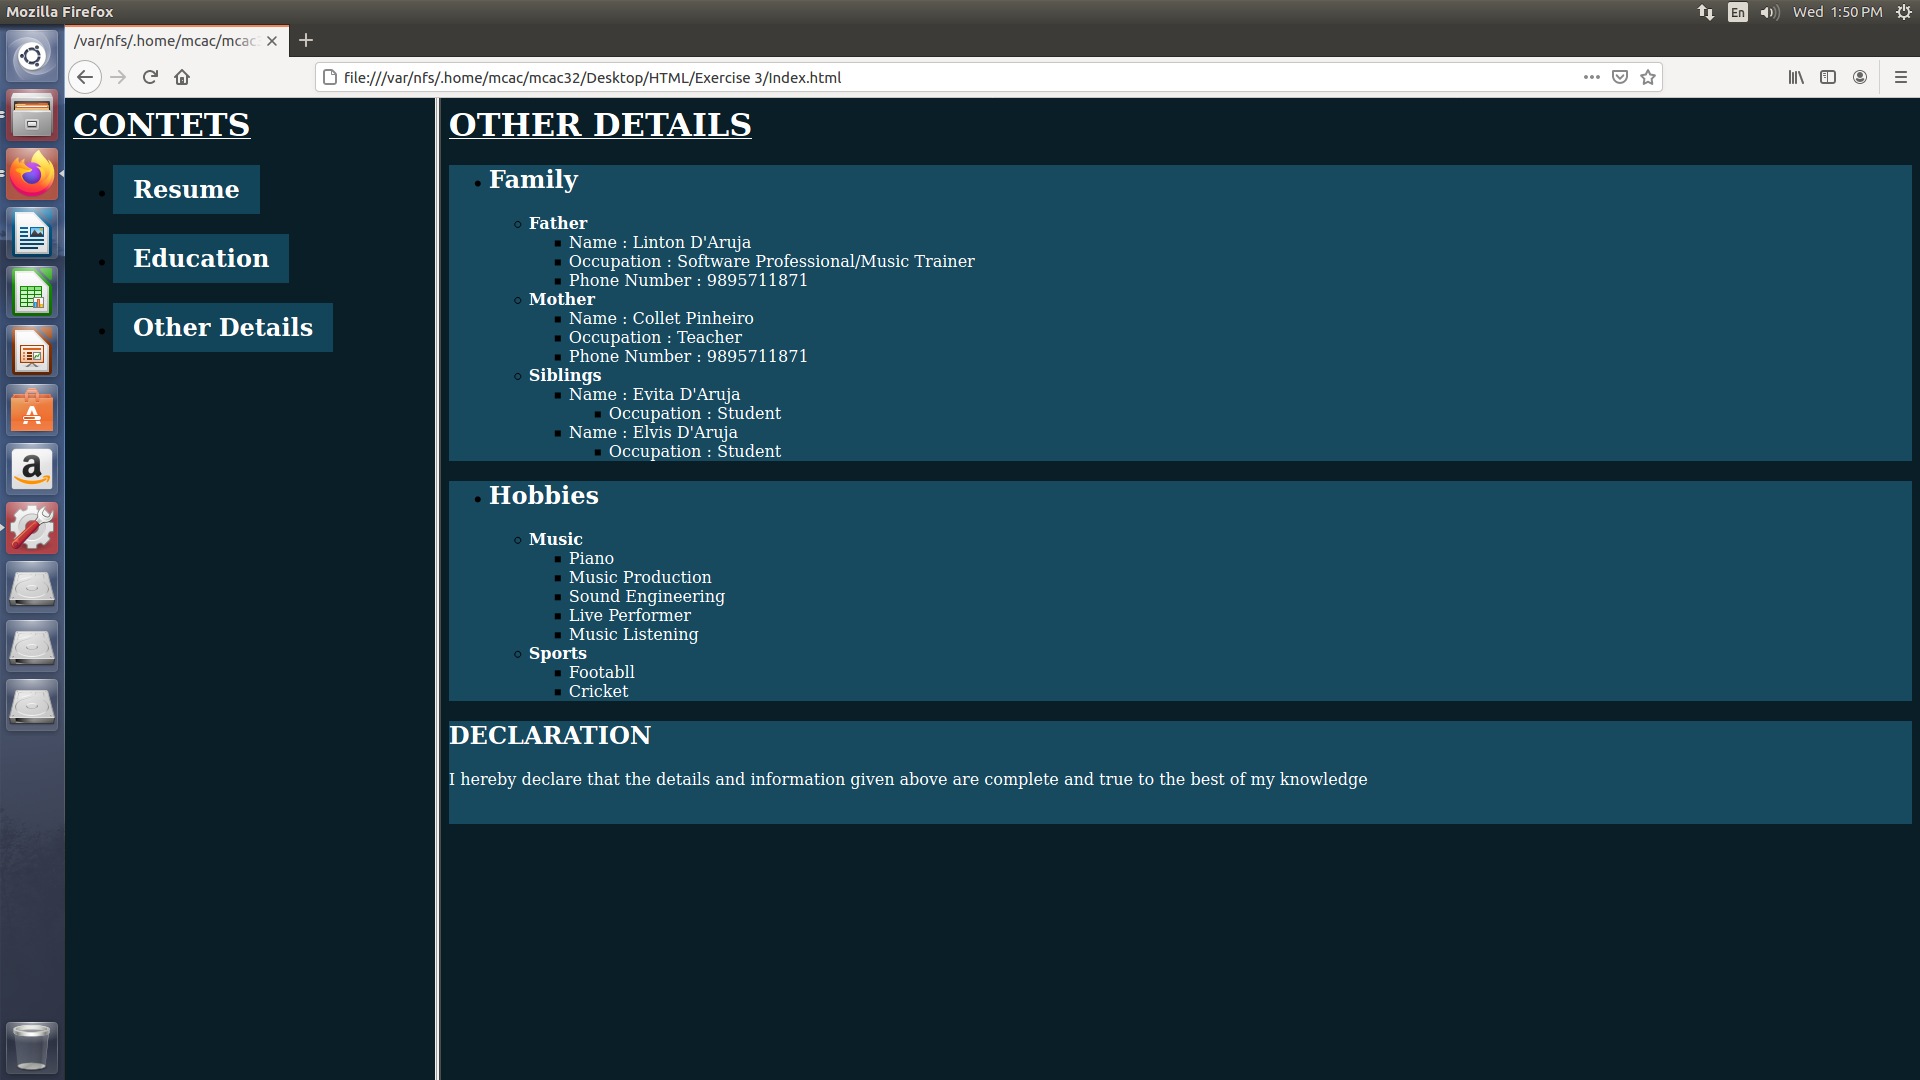 Mozilla Firefox
En
Wed 1:50 PM
/var/nfs/.home/mcac/mcac
file:///var/nfs/.home/mcac/mcac32/Desktop/HTML/Exercise 3/Index.html
CONTETS
Resume
Education
Other Details
OTHER DETAILS
Family
Father
Name : Linton D'Aruja
Occupation : Software Professional/Music Trainer
Phone Number : 9895711871
Mother
Name : Collet Pinheiro
Occupation : Teacher
Phone Number : 9895711871
Siblings
Name : Evita D'Aruja
Occupation : Student
Name : Elvis D'Aruja
Occupation : Student
Hobbies
Music
Piano
Music Production
Sound Engineering
Live Performer
Music Listening
Sports
Footabll
Cricket
DECLARATION
I hereby declare that the details and information given above are complete and true to the best of my knowledge